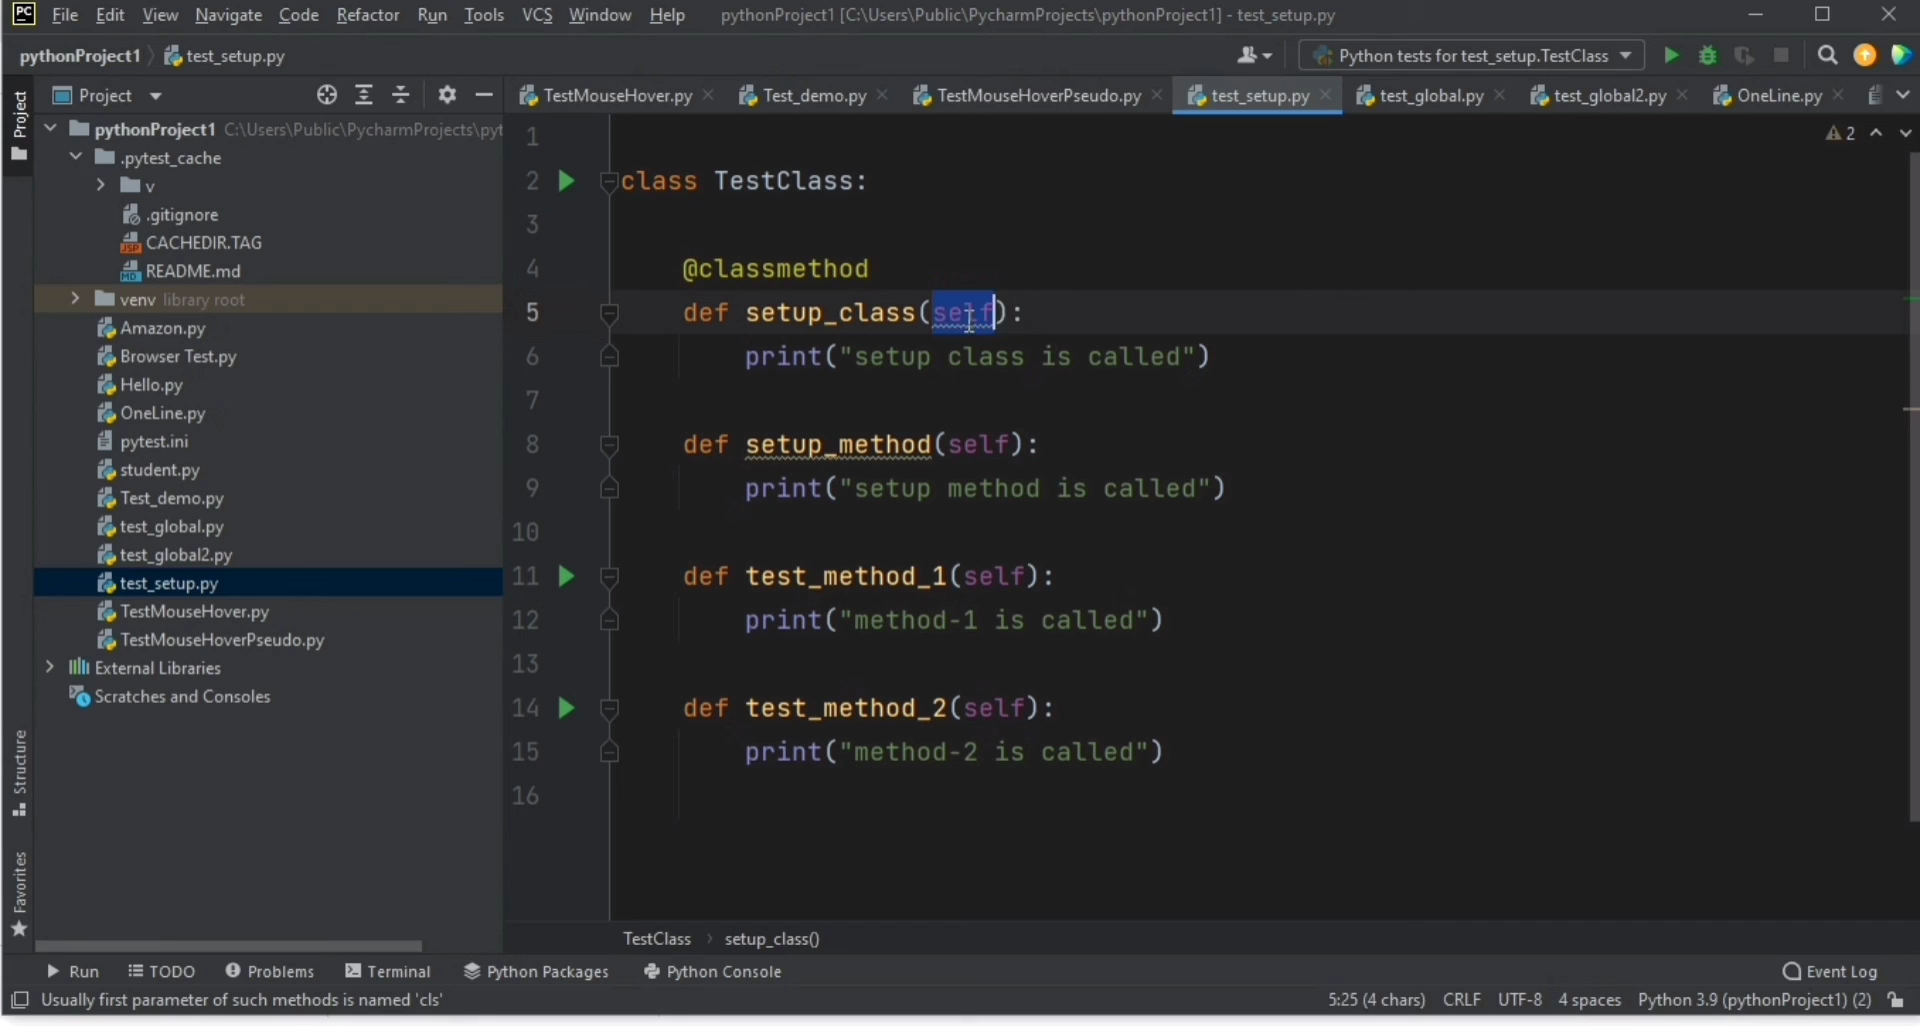 PC File Edit View Navigate Code Refactor Run Tools VCS Window Help pythonProject1 [C:\Users\Public\PycharmProjects\pythonProject1] - test_setup.py
pythonProject1 test_setup.py Python tests for test_setup.TestClass
Project
Project
TestMouseHover.py Test_demo.py TestMouseHoverPseudo.py test_setup.py test_global.py test_global2.py OneLine.py
pythonProject1 C:\Users\Public\PycharmProjects\pyt
.pytest_cache
v
.gitignore
JSP CACHEDIR.TAG
MD README.md
venv library root
Amazon.py
Browser Test.py
Hello.py
OneLine.py
pytest.ini
student.py
Test_demo.py
test_global.py
test_global2.py
test_setup.py
TestMouseHover.py
TestMouseHoverPseudo.py
External Libraries
Scratches and Consoles
Structure
Favorites
2
1
2 class TestClass:
3
4 @classmethod
5 def setup_class(self):
6 print("setup class is called")
7
8 def setup_method(self):
9 print("setup method is called")
10
11 def test_method_1(self):
12 print("method-1 is called")
13
14 def test_method_2(self):
15 print("method-2 is called")
16
TestClass setup_class()
Run TODO Problems Terminal Python Packages Python Console Event Log
Usually first parameter of such methods is named 'cls' 5:25 (4 chars) CRLF UTF-8 4 spaces Python 3.9 (pythonProject1) (2)